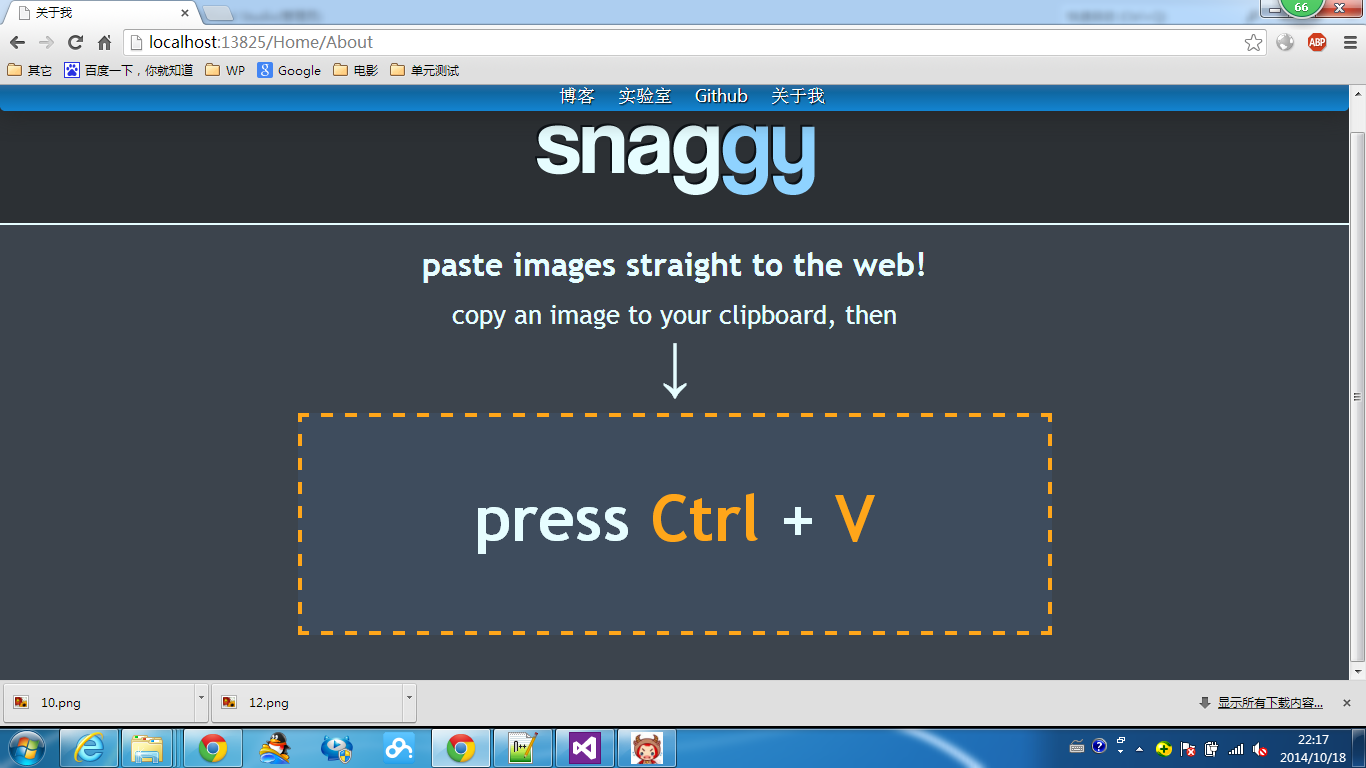 关于我
66
localhost:13825/Home/About
ABP
其它 百度一下，你就知道 WP Google 电影 单元测试
博客 实验室 Github 关于我
snaggy
paste images straight to the web!
copy an image to your clipboard, then
press Ctrl + V
10.png 12.png 显示所有下载内容...
22:17
2014/10/18